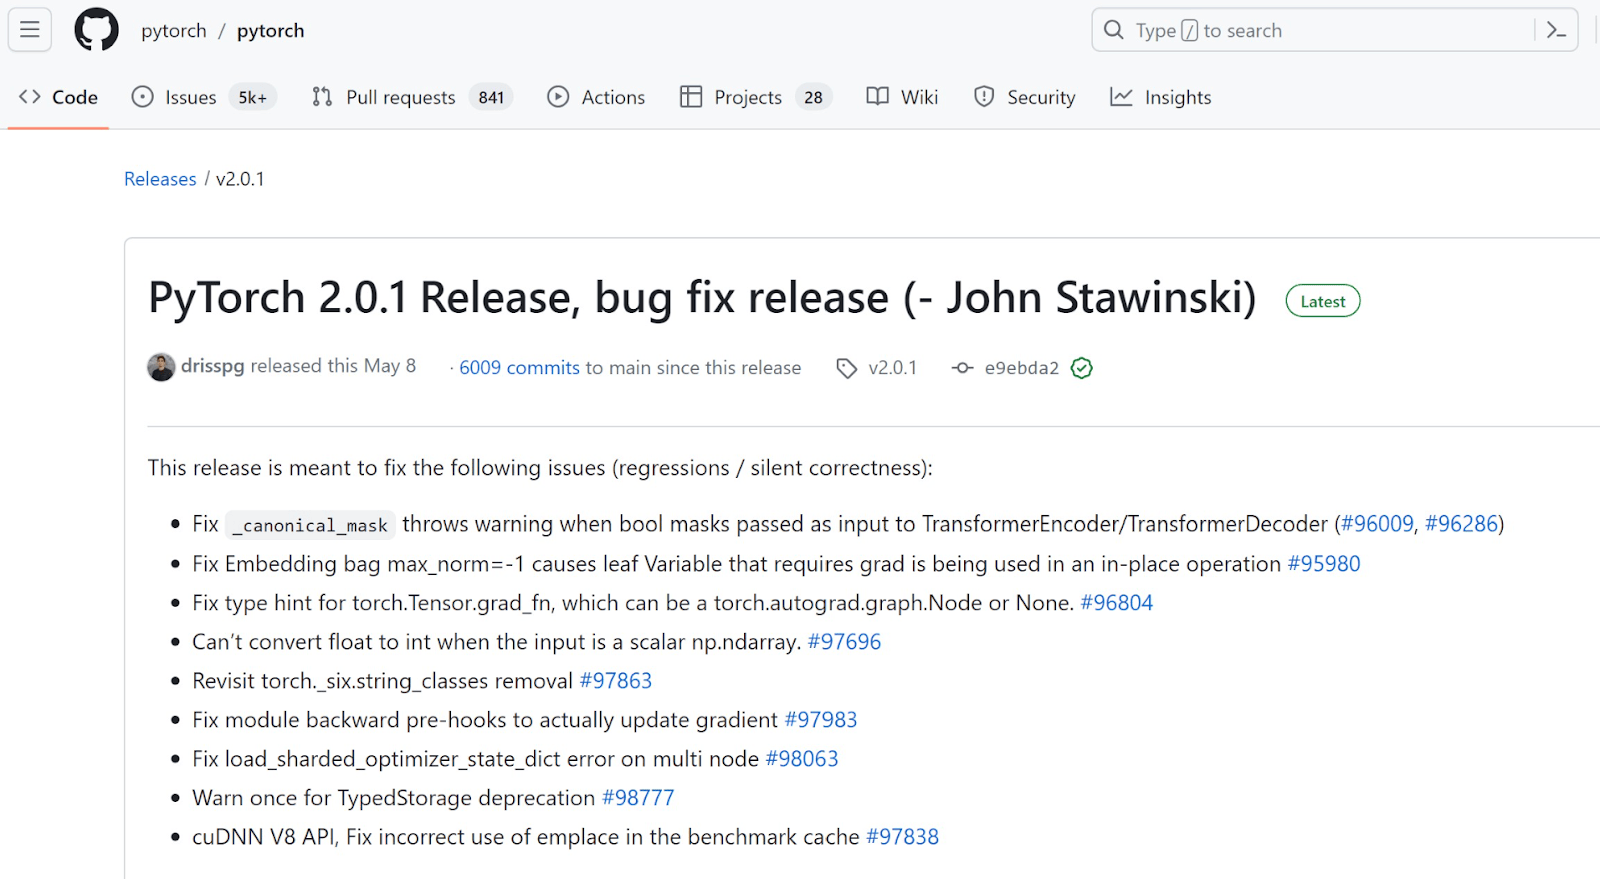 pytorch / pytorch
Type / to search
Code Issues 5k+ Pull requests 841 Actions Projects 28 Wiki Security Insights
Releases / v2.0.1
PyTorch 2.0.1 Release, bug fix release (- John Stawinski) Latest
drisspg released this May 8 · 6009 commits to main since this release v2.0.1 e9ebda2
This release is meant to fix the following issues (regressions / silent correctness):
• Fix _canonical_mask throws warning when bool masks passed as input to TransformerEncoder/TransformerDecoder (#96009, #96286)
• Fix Embedding bag max_norm=-1 causes leaf Variable that requires grad is being used in an in-place operation #95980
• Fix type hint for torch.Tensor.grad_fn, which can be a torch.autograd.graph.Node or None. #96804
• Can’t convert float to int when the input is a scalar np.ndarray. #97696
• Revisit torch._six.string_classes removal #97863
• Fix module backward pre-hooks to actually update gradient #97983
• Fix load_sharded_optimizer_state_dict error on multi node #98063
• Warn once for TypedStorage deprecation #98777
• cuDNN V8 API, Fix incorrect use of emplace in the benchmark cache #97838